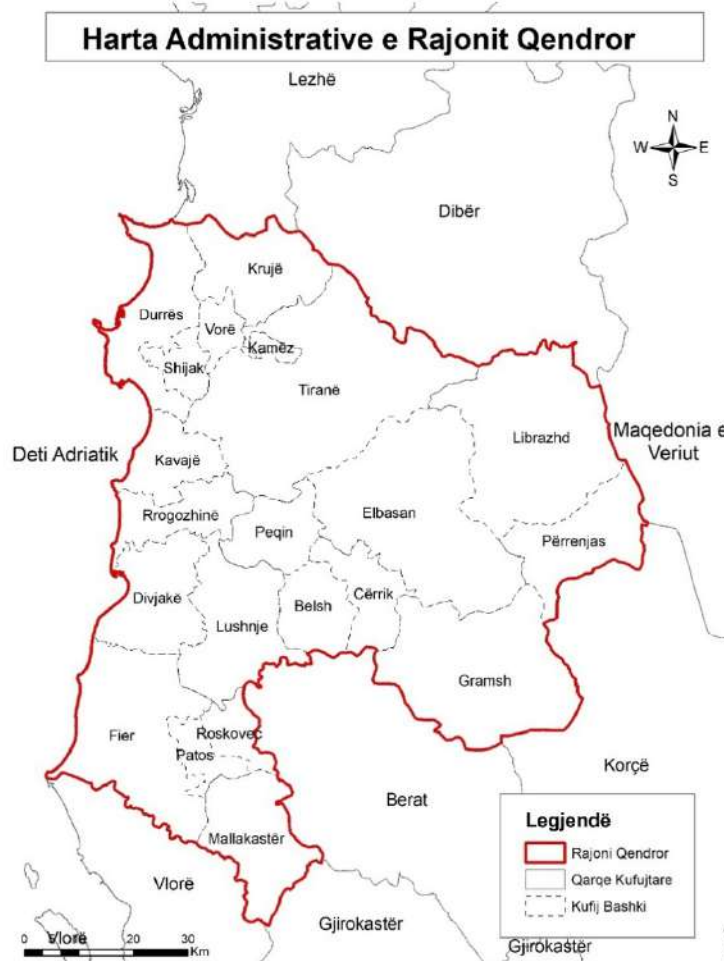 Harta Administrative e Rajonit Qendror
Lezhë
N
W E
S
Dibër
Krujë
Durrës
Vorë
Kamëz
Shijak
Tiranë
Librazhd
Maqedonia e
Veriut
Deti Adriatik
Kavajë
Rrogozhinë
Peqin
Elbasan
Përrenjas
Divjakë
Belsh
Cërrik
Lushnje
Gramsh
Fier
Roskovec
Patos
Korçë
Berat
Mallakastër
Vlorë
Gjirokastër
Legjendë
Rajoni Qendror
Qarqe Kufujtare
Kufij Bashki
Vlorë
0 5 10 20 30
Km
Gjirokastër